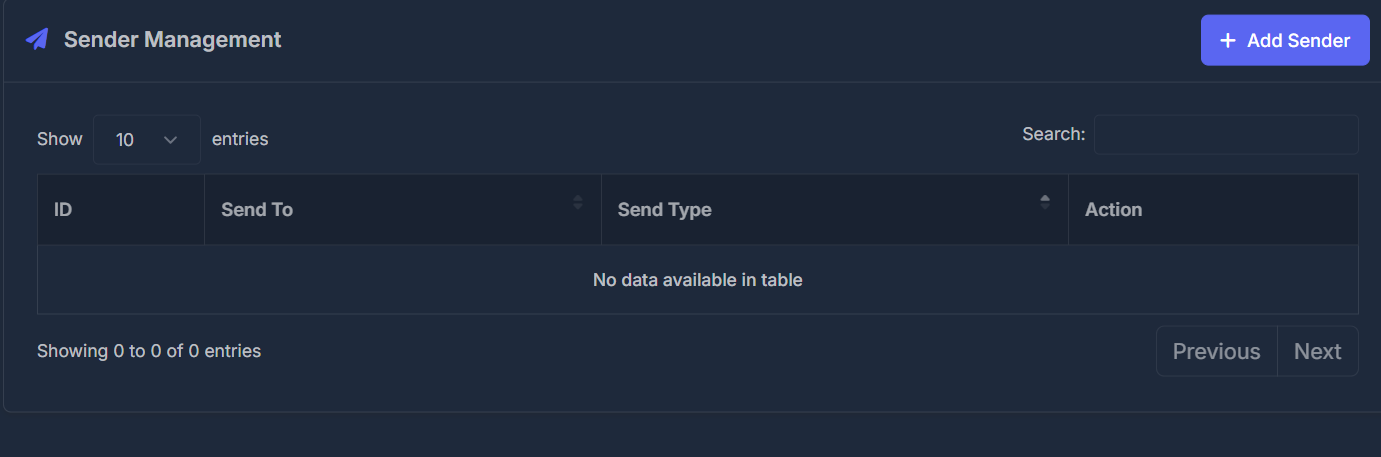 Sender Management
+ Add Sender
Show 10 entries
Search:
ID Send To Send Type Action
No data available in table
Showing 0 to 0 of 0 entries
Previous Next